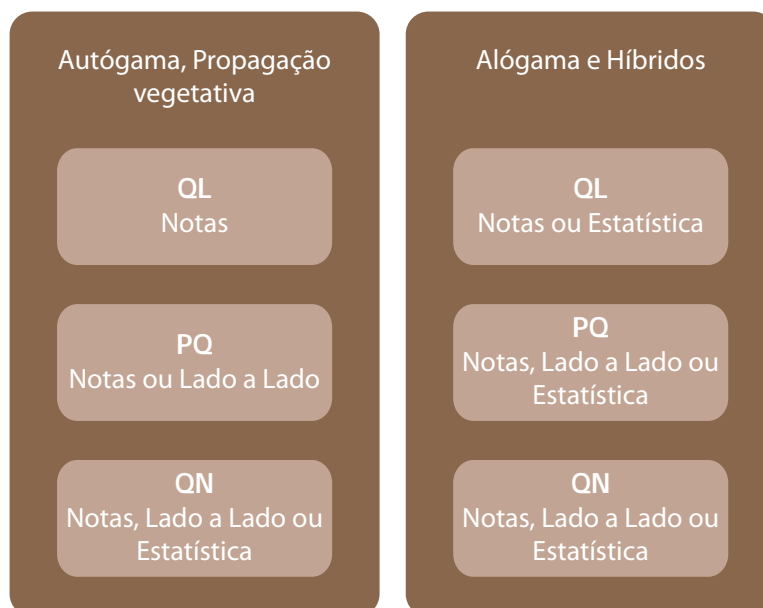 Autógama, Propagação
vegetativa
QL
Notas
PQ
Notas ou Lado a Lado
QN
Notas, Lado a Lado ou
Estatística
Alógama e Híbridos
QL
Notas ou Estatística
PQ
Notas, Lado a Lado ou
Estatística
QN
Notas, Lado a Lado ou
Estatística